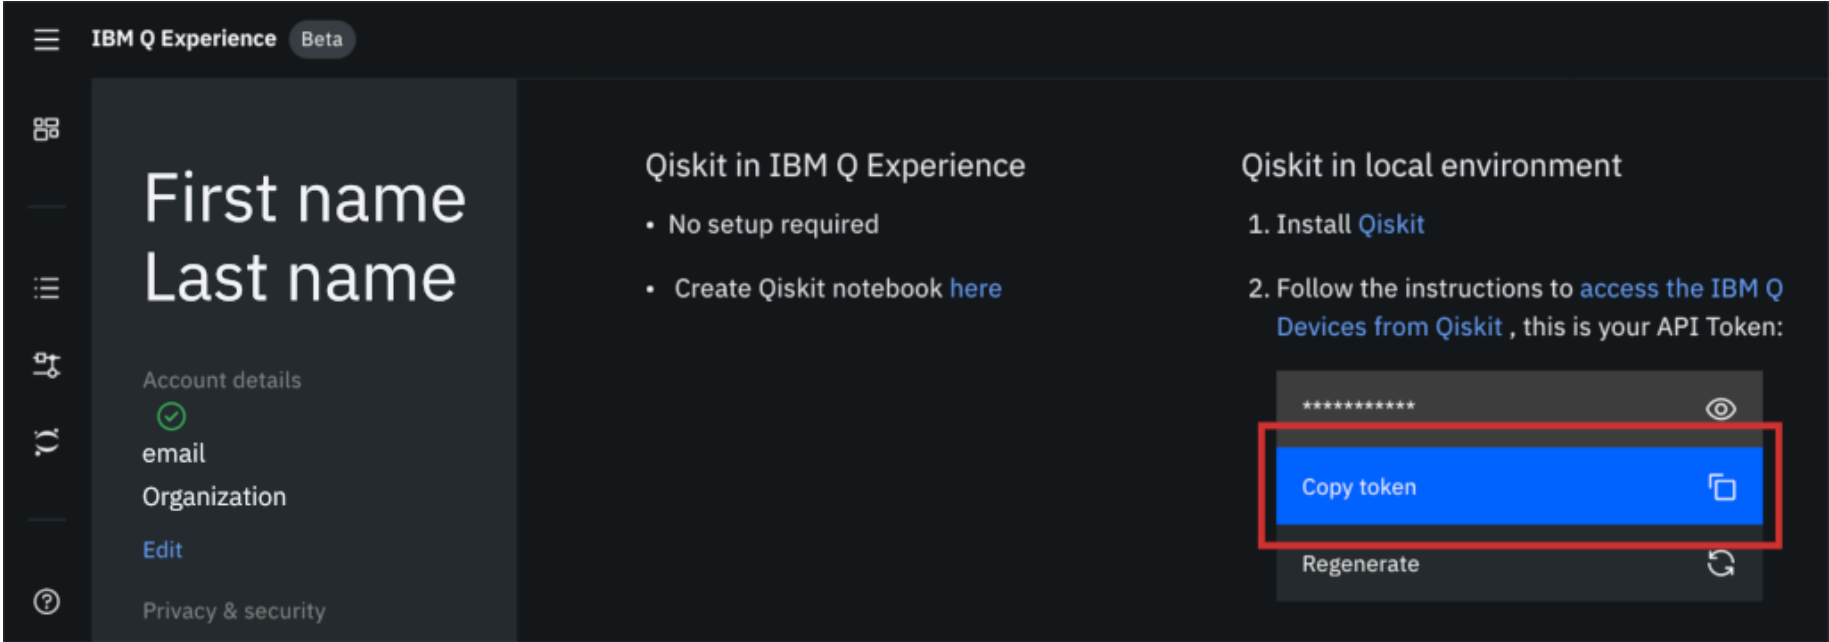 IBM Q Experience Beta
First name
Last name
Account details
email
Organization
Edit
Privacy & security
Qiskit in IBM Q Experience
• No setup required
• Create Qiskit notebook here
Qiskit in local environment
1. Install Qiskit
2. Follow the instructions to access the IBM Q
Devices from Qiskit , this is your API Token:
***********
Copy token
Regenerate